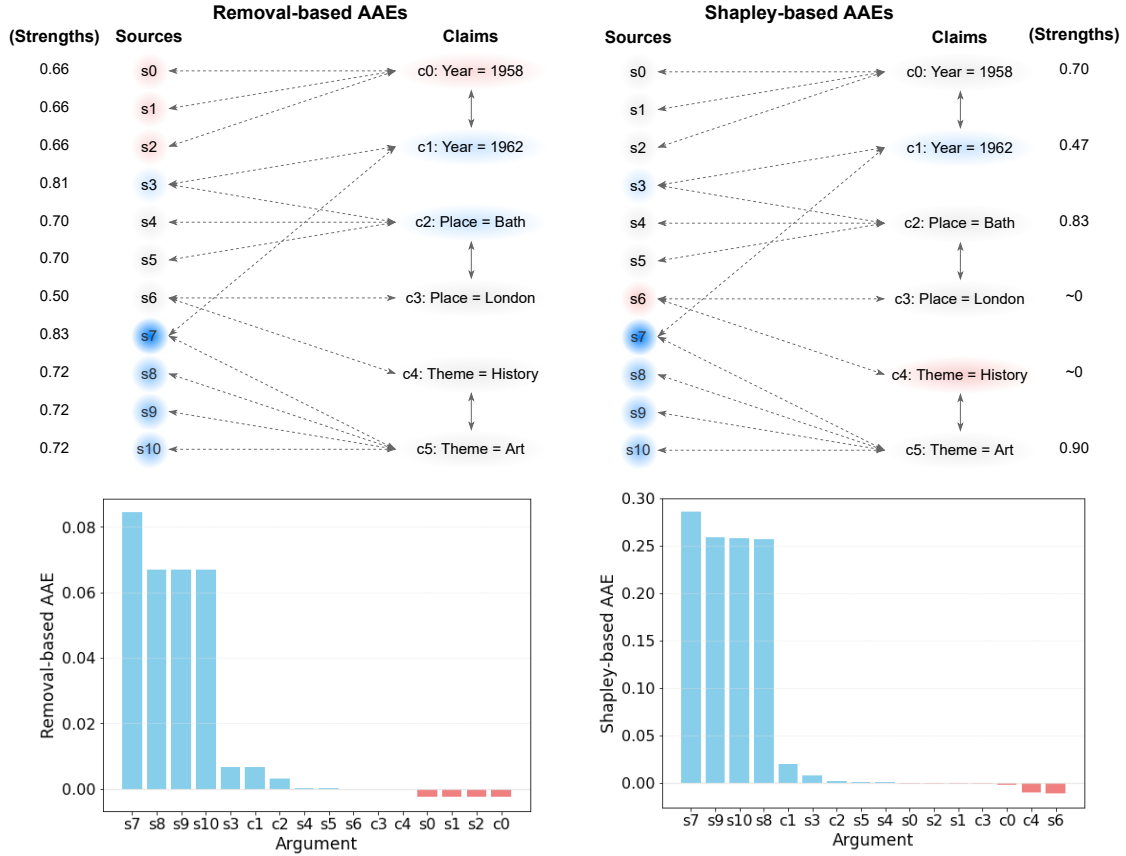 Removal-based AAEs
(Strengths) Sources Claims
0.66 s0 c0: Year = 1958
0.66 s1
0.66 s2 c1: Year = 1962
0.81 s3
0.70 s4 c2: Place = Bath
0.70 s5
0.50 s6 c3: Place = London
0.83 s7
0.72 s8 c4: Theme = History
0.72 s9
0.72 s10 c5: Theme = Art
Shapley-based AAEs
Sources Claims (Strengths)
s0 c0: Year = 1958 0.70
s1
s2 c1: Year = 1962 0.47
s3
s4 c2: Place = Bath 0.83
s5
s6 c3: Place = London ~0
s7
s8 c4: Theme = History ~0
s9
s10 c5: Theme = Art 0.90
Removal-based AAE
0.08
0.06
0.04
0.02
0.00
s7 s8 s9 s10 s3 c1 c2 s4 s5 s6 c3 c4 s0 s1 s2 c0
Argument
Shapley-based AAE
0.30
0.25
0.20
0.15
0.10
0.05
0.00
s7 s9 s10 s8 c1 s3 c2 s5 s4 s0 s2 s1 c3 c0 c4 s6
Argument